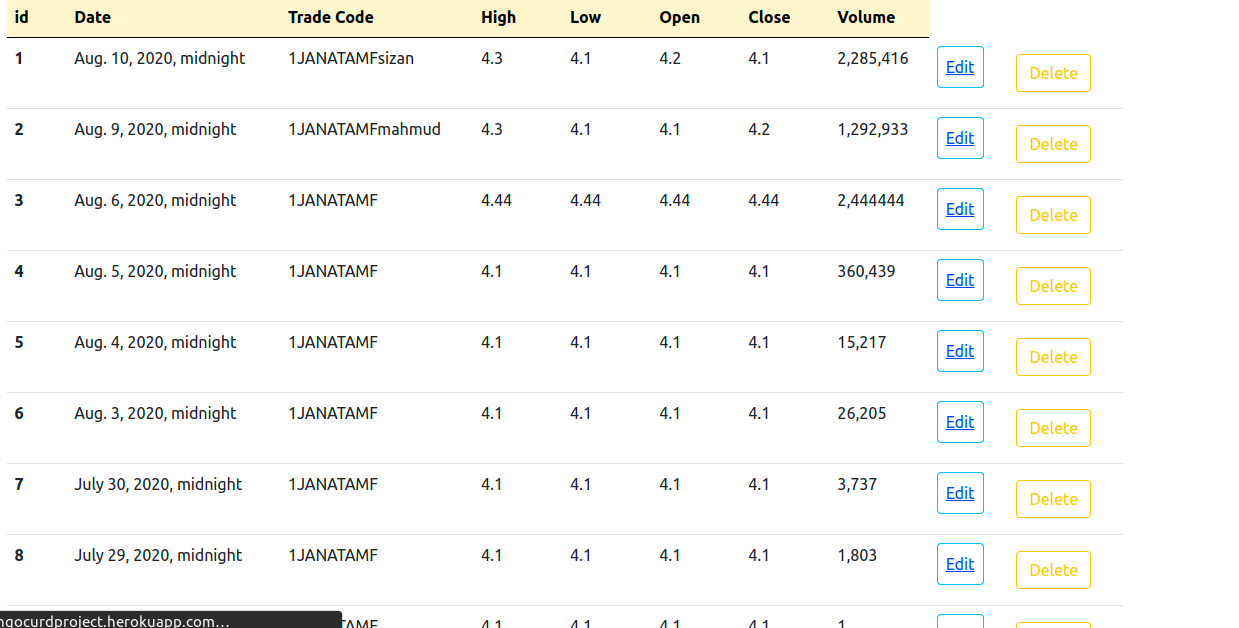 id Date Trade Code High Low Open Close Volume
1 Aug. 10, 2020, midnight 1JANATAMFsizan 4.3 4.1 4.2 4.1 2,285,416 Edit Delete
2 Aug. 9, 2020, midnight 1JANATAMFmahmud 4.3 4.1 4.1 4.2 1,292,933 Edit Delete
3 Aug. 6, 2020, midnight 1JANATAMF 4.44 4.44 4.44 4.44 2,444444 Edit Delete
4 Aug. 5, 2020, midnight 1JANATAMF 4.1 4.1 4.1 4.1 360,439 Edit Delete
5 Aug. 4, 2020, midnight 1JANATAMF 4.1 4.1 4.1 4.1 15,217 Edit Delete
6 Aug. 3, 2020, midnight 1JANATAMF 4.1 4.1 4.1 4.1 26,205 Edit Delete
7 July 30, 2020, midnight 1JANATAMF 4.1 4.1 4.1 4.1 3,737 Edit Delete
8 July 29, 2020, midnight 1JANATAMF 4.1 4.1 4.1 4.1 1,803 Edit Delete
ngocurdproject.herokuapp.com… TAMF 4.1 4.1 4.1 4.1 1